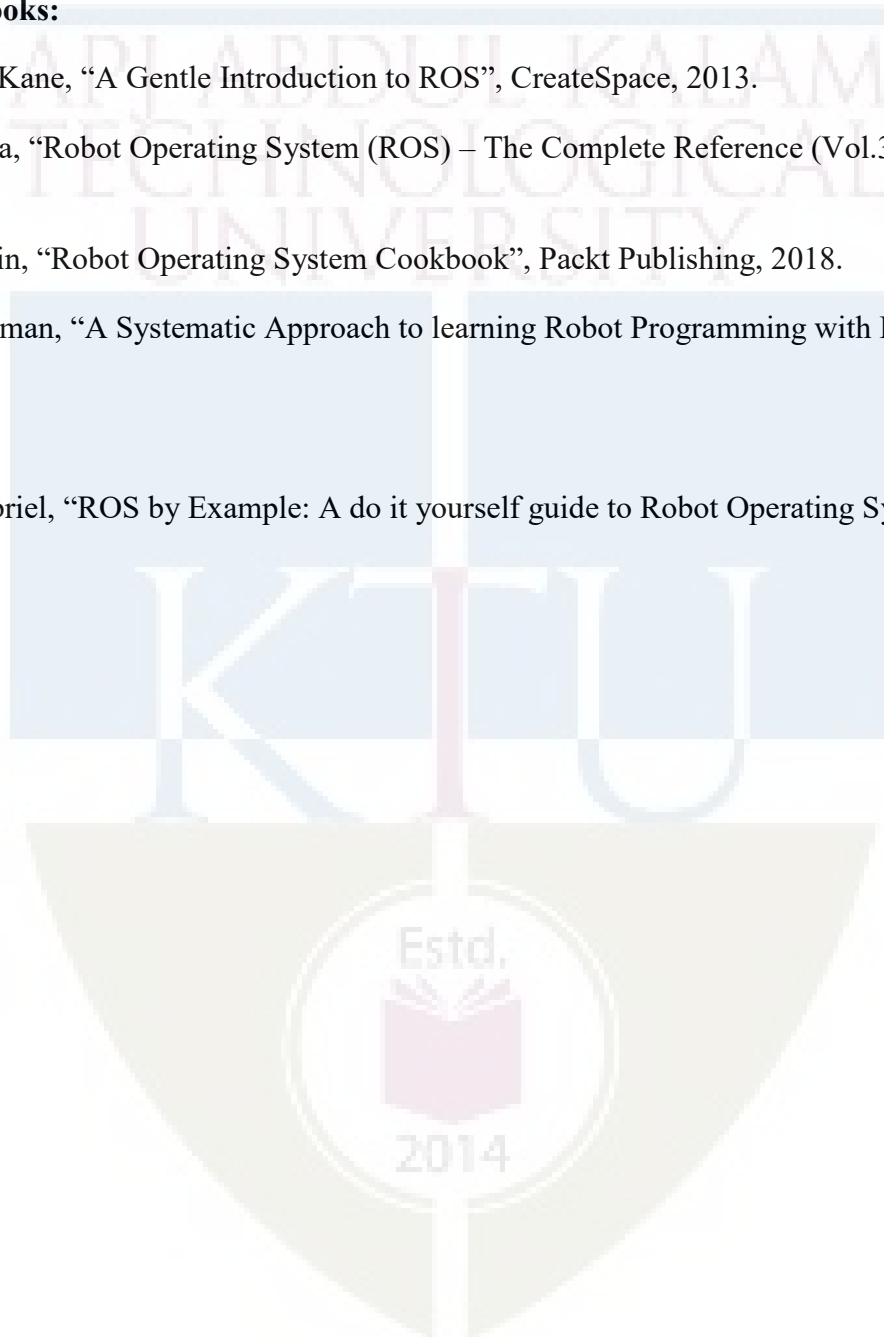 ooks:
APJ ABDUL KALAM
Kane, “A Gentle Introduction to ROS”, CreateSpace, 2013.
TECHNOLOGICAL
a, “Robot Operating System (ROS) – The Complete Reference (Vol.3
UNIVERSITY
in, “Robot Operating System Cookbook”, Packt Publishing, 2018.
man, “A Systematic Approach to learning Robot Programming with
briel, “ROS by Example: A do it yourself guide to Robot Operating Sy
KTU
Estd.
2014